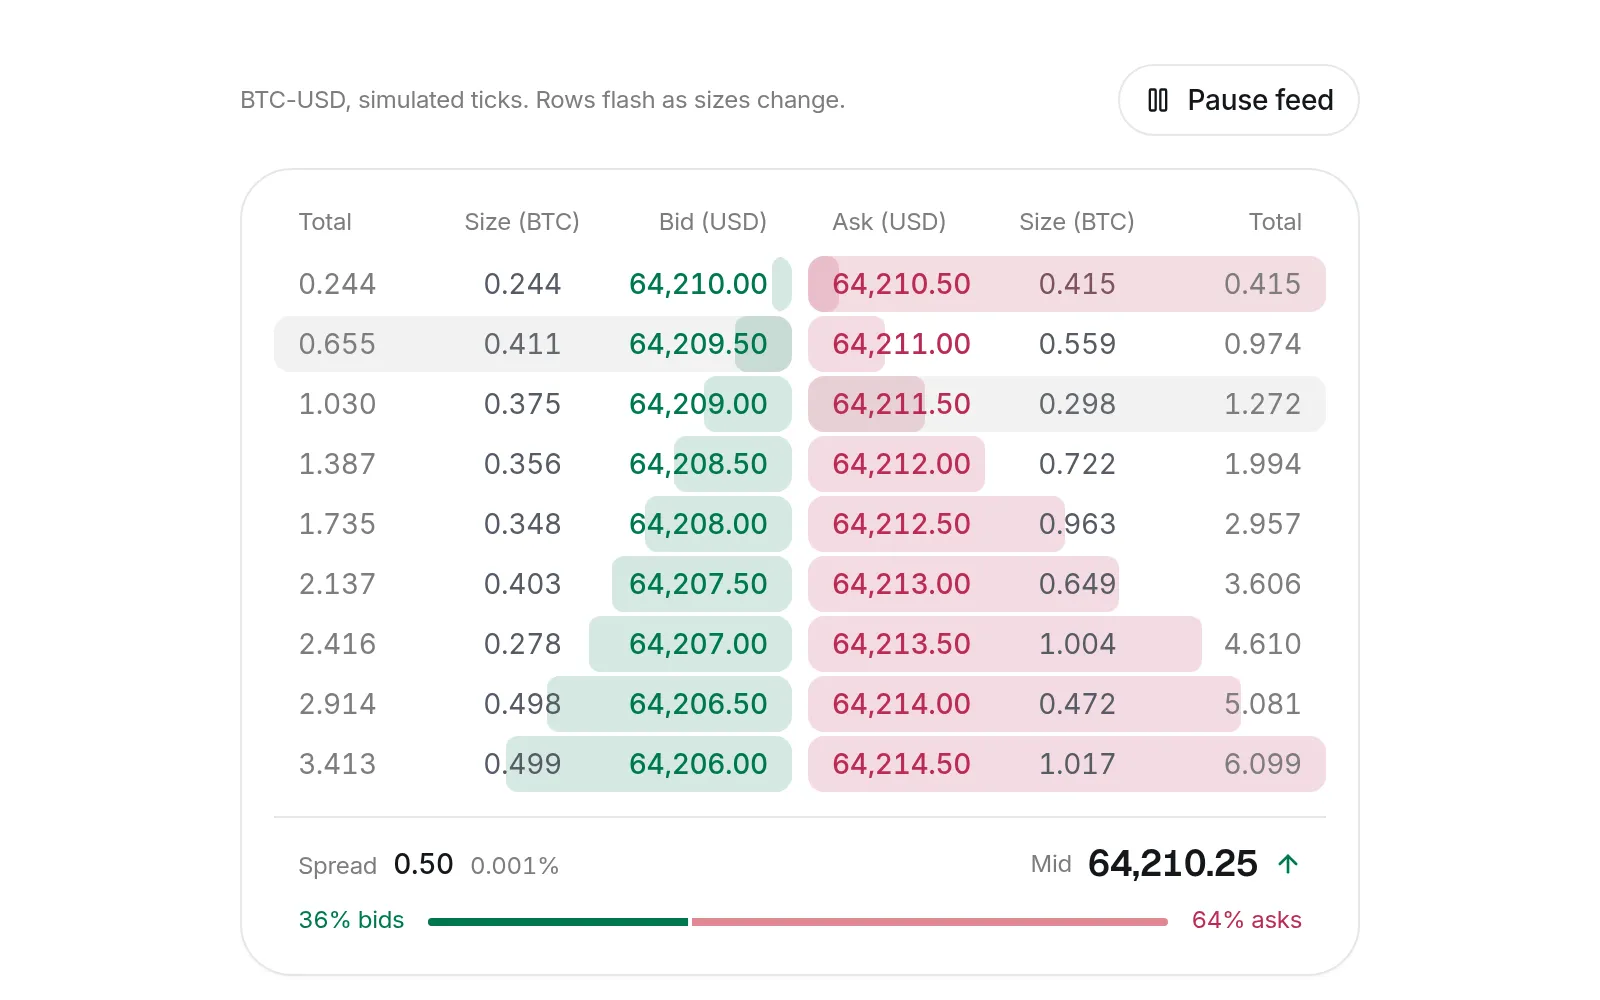 BTC-USD, simulated ticks. Rows flash as sizes change.
Pause feed
Total Size (BTC) Bid (USD) Ask (USD) Size (BTC) Total
0.244 0.244 64,210.00 64,210.50 0.415 0.415
0.655 0.411 64,209.50 64,211.00 0.559 0.974
1.030 0.375 64,209.00 64,211.50 0.298 1.272
1.387 0.356 64,208.50 64,212.00 0.722 1.994
1.735 0.348 64,208.00 64,212.50 0.963 2.957
2.137 0.403 64,207.50 64,213.00 0.649 3.606
2.416 0.278 64,207.00 64,213.50 1.004 4.610
2.914 0.498 64,206.50 64,214.00 0.472 5.081
3.413 0.499 64,206.00 64,214.50 1.017 6.099
Spread 0.50 0.001% Mid 64,210.25
36% bids 64% asks